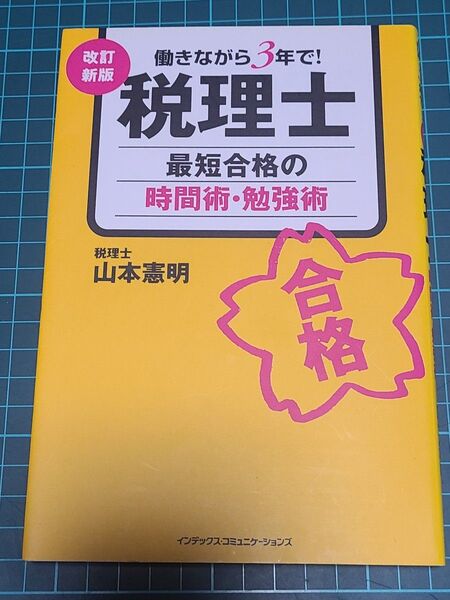 改訂
新版
働きながら3年で!
税理士
最短合格の
時間術・勉強術
税理士
山本憲明
合格
インデックス・コミュニケーションズ